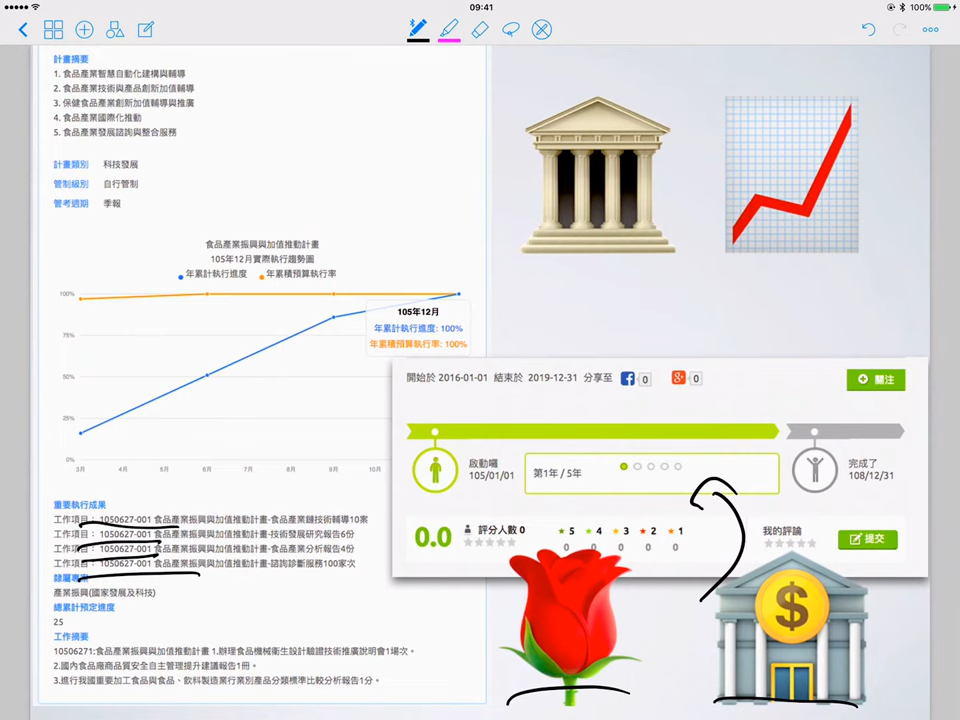 09:41
100%
計畫摘要
1. 食品產業智慧自動化建構與輔導
2. 食品產業技術與產品創新加值輔導
3. 保健食品產業創新加值輔導與推廣
4. 食品產業國際化推動
5. 食品產業發展諮詢與整合服務
計畫類別 科技發展
管制級別 自行管制
管考週期 季報
食品產業振興與加值推動計畫
105年12月實際執行趨勢圖
年累計執行進度 年累積預算執行率
100%
75%
50%
25%
0%
3月 4月 5月 6月 7月 8月 9月 10月
105年12月
年累計執行進度: 100%
年累積預算執行率: 100%
開始於 2016-01-01 結束於 2019-12-31 分享至 0 0
關注
啟動囉
105/01/01
第1年 / 5年
完成了
108/12/31
0.0 評分人數 0
5 4 3 2 1
0 0 0 0 0
我的評論
提交
重要執行成果
工作項目： 1050627-001 食品產業振興與加值推動計畫-食品產業鏈技術輔導10案
工作項目： 1050627-001 食品產業振興與加值推動計畫-技術發展研究報告6份
工作項目： 1050627-001 食品產業振興與加值推動計畫-食品產業分析報告4份
工作項目： 1050627-001 食品產業振興與加值推動計畫-諮詢診斷服務100家次
隸屬專案
產業振興(國家發展及科技)
總累計預定進度
25
工作摘要
10506271:食品產業振興與加值推動計畫 1.辦理食品機械衛生設計驗證技術推廣說明會1場次。
2.國內食品廠商品質安全自主管理提升建議報告1冊。
3.進行我國重要加工食品與食品、飲料製造業行業別產品分類標準比較分析報告1分。
$